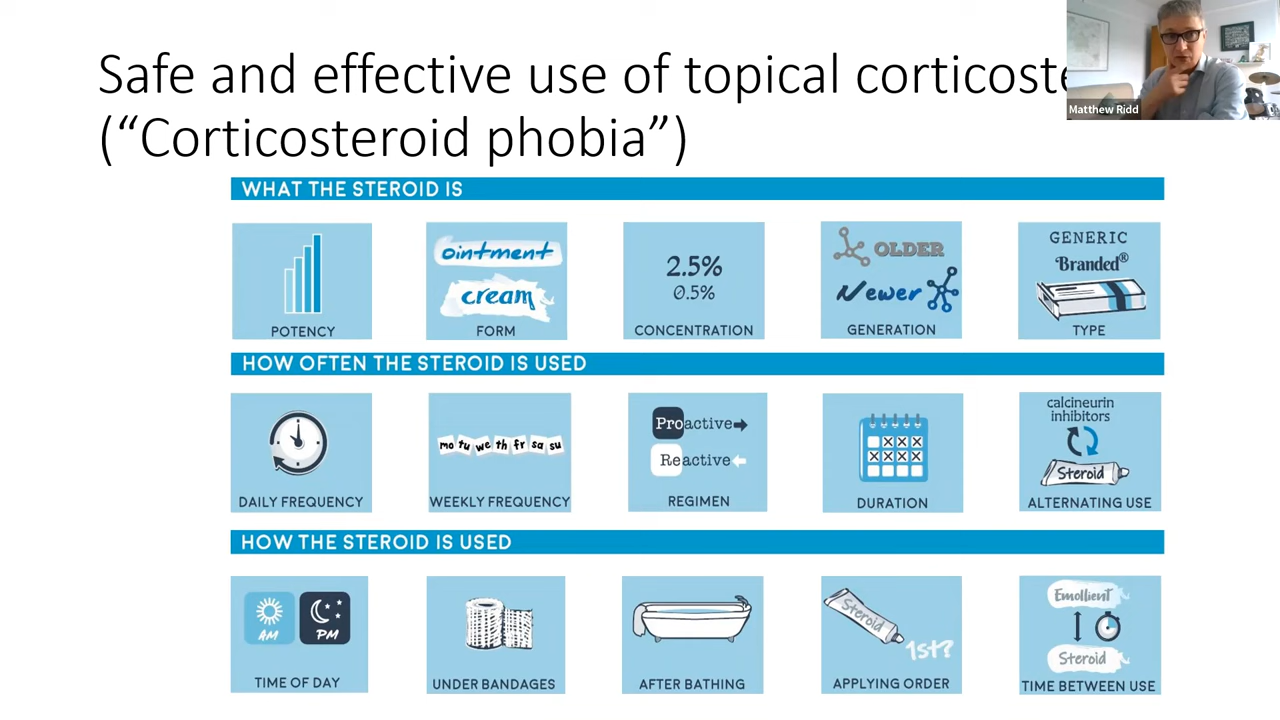 Safe and effective use of topical corticoste
("Corticosteroid phobia")
Matthew Ridd
WHAT THE STEROID IS
ointment
cream
2.5%
0.5%
OLDER
Newer
GENERIC
Branded®
POTENCY
FORM
CONCENTRATION
GENERATION
TYPE
HOW OFTEN THE STEROID IS USED
mo tu we th fr sa su
Proactive
Reactive
calcineurin
inhibitors
Steroid
DAILY FREQUENCY
WEEKLY FREQUENCY
REGIMEN
DURATION
ALTERNATING USE
HOW THE STEROID IS USED
AM
PM
Steroid
1st?
Emollient
Steroid
TIME OF DAY
UNDER BANDAGES
AFTER BATHING
APPLYING ORDER
TIME BETWEEN USE